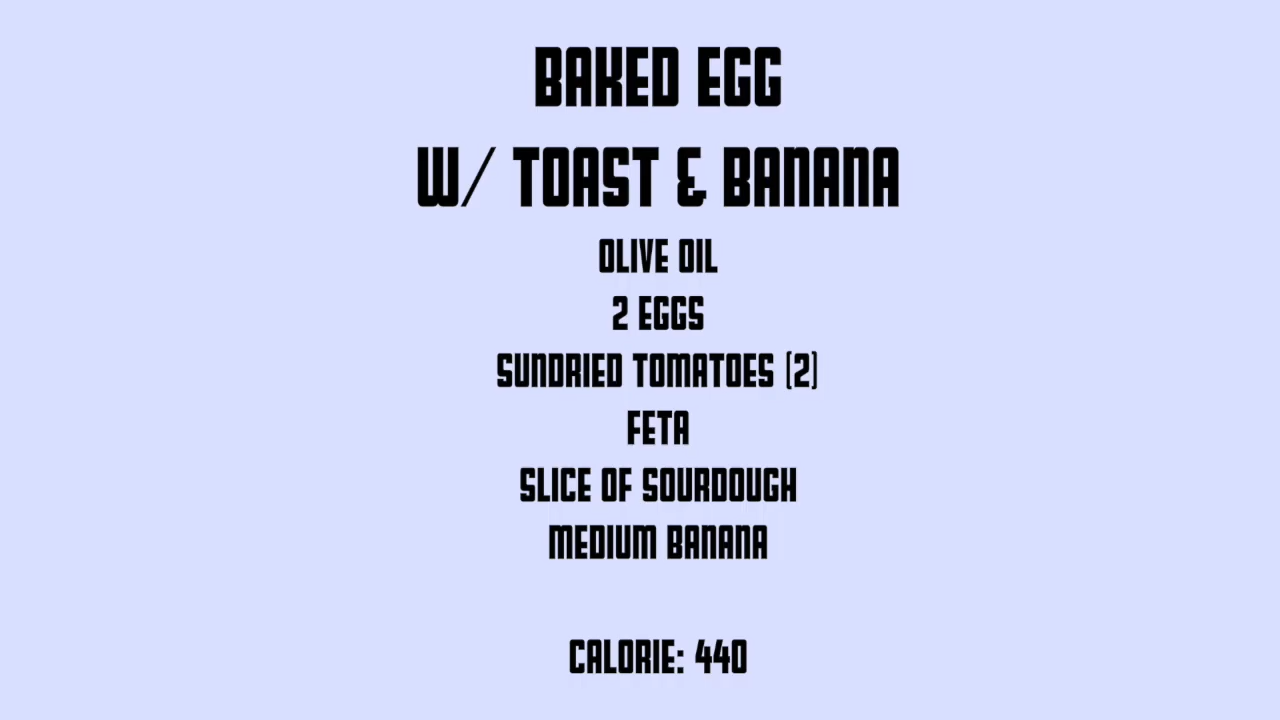 BAKED EGG
W/ TOAST & BANANA
OLIVE OIL
2 EGGS
SUNDRIED TOMATOES (2)
FETA
SLICE OF SOURDOUGH
MEDIUM BANANA
CALORIE: 440